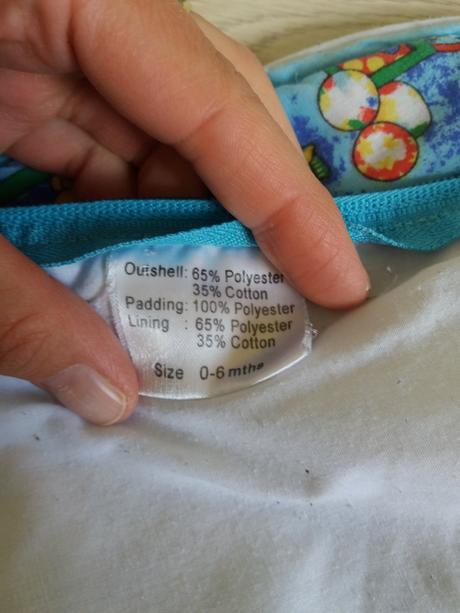 Outshell: 65% Polyester
35% Cotton
Padding: 100% Polyester
Lining : 65% Polyester
35% Cotton
Size 0-6 mths